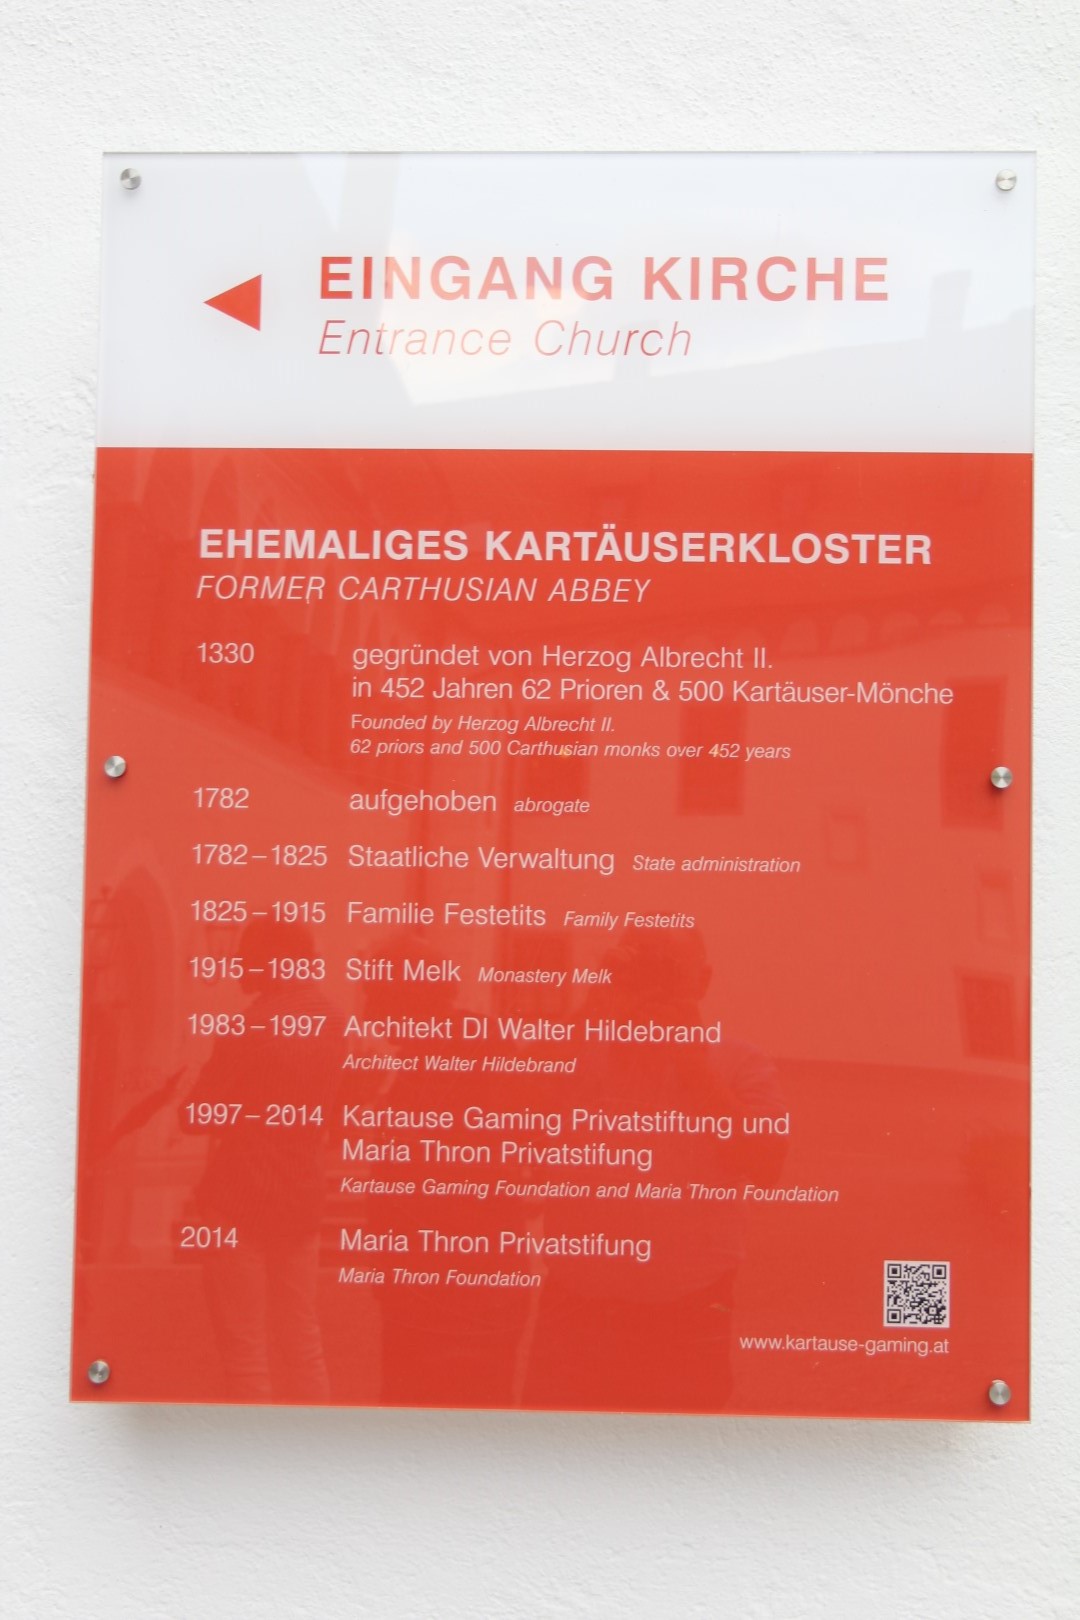 EINGANG KIRCHE
Entrance Church
EHEMALIGES KARTÄUSERKLOSTER
FORMER CARTHUSIAN ABBEY
1330 gegründet von Herzog Albrecht II.
in 452 Jahren 62 Prioren & 500 Kartäuser-Mönche
Founded by Herzog Albrecht II.
62 priors and 500 Carthusian monks over 452 years
1782 aufgehoben abrogate
1782–1825 Staatliche Verwaltung State administration
1825–1915 Familie Festetits Family Festetits
1915–1983 Stift Melk Monastery Melk
1983–1997 Architekt DI Walter Hildebrand
Architect Walter Hildebrand
1997–2014 Kartause Gaming Privatstiftung und
Maria Thron Privatstifung
Kartause Gaming Foundation and Maria Thron Foundation
2014 Maria Thron Privatstifung
Maria Thron Foundation
www.kartause-gaming.at